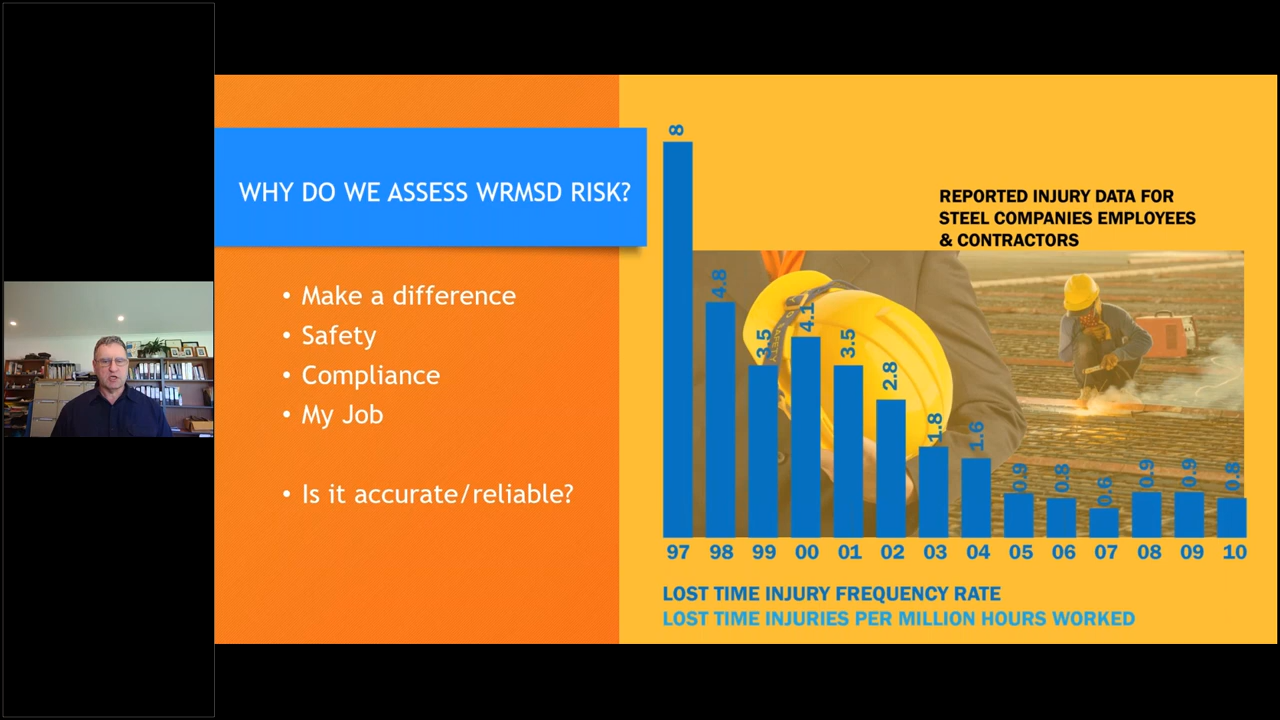 WHY DO WE ASSESS WRMSD RISK?
• Make a difference
• Safety
• Compliance
• My Job
• Is it accurate/reliable?
REPORTED INJURY DATA FOR
STEEL COMPANIES EMPLOYEES
& CONTRACTORS
8
4.8
3.5
4.1
3.5
2.8
1.8
1.6
0.9
0.8
0.6
0.9
0.9
0.8
97 98 99 00 01 02 03 04 05 06 07 08 09 10
LOST TIME INJURY FREQUENCY RATE
LOST TIME INJURIES PER MILLION HOURS WORKED